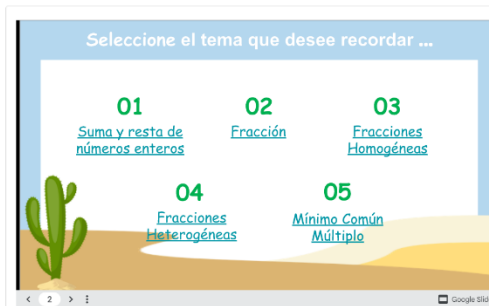 Seleccione el tema que desee recordar ...
01
Suma y resta de
números enteros
02
Fracción
03
Fracciones
Homogéneas
04
Fracciones
Heterogéneas
05
Mínimo Común
Múltiplo
2
Google Slid